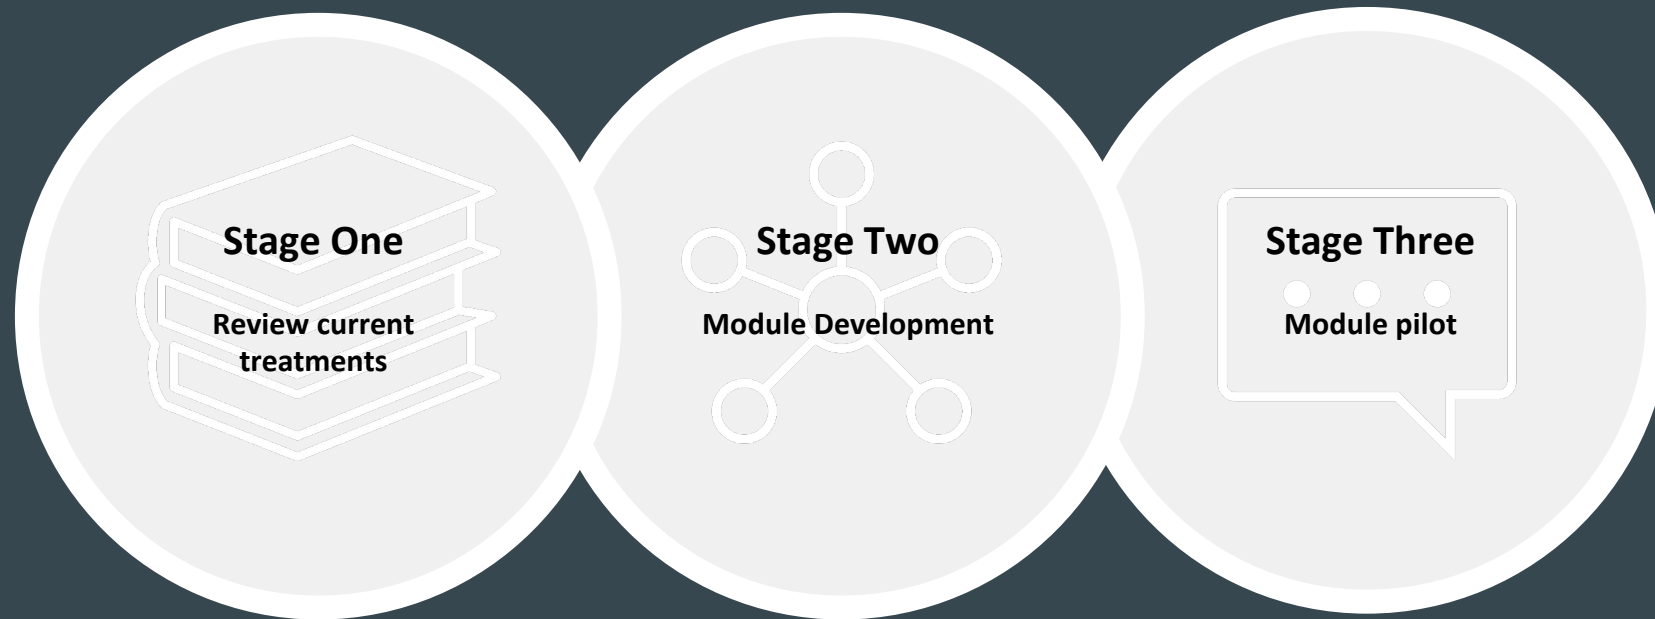 Stage One
Review current
treatments
Stage Two
Module Development
Stage Three
Module pilot